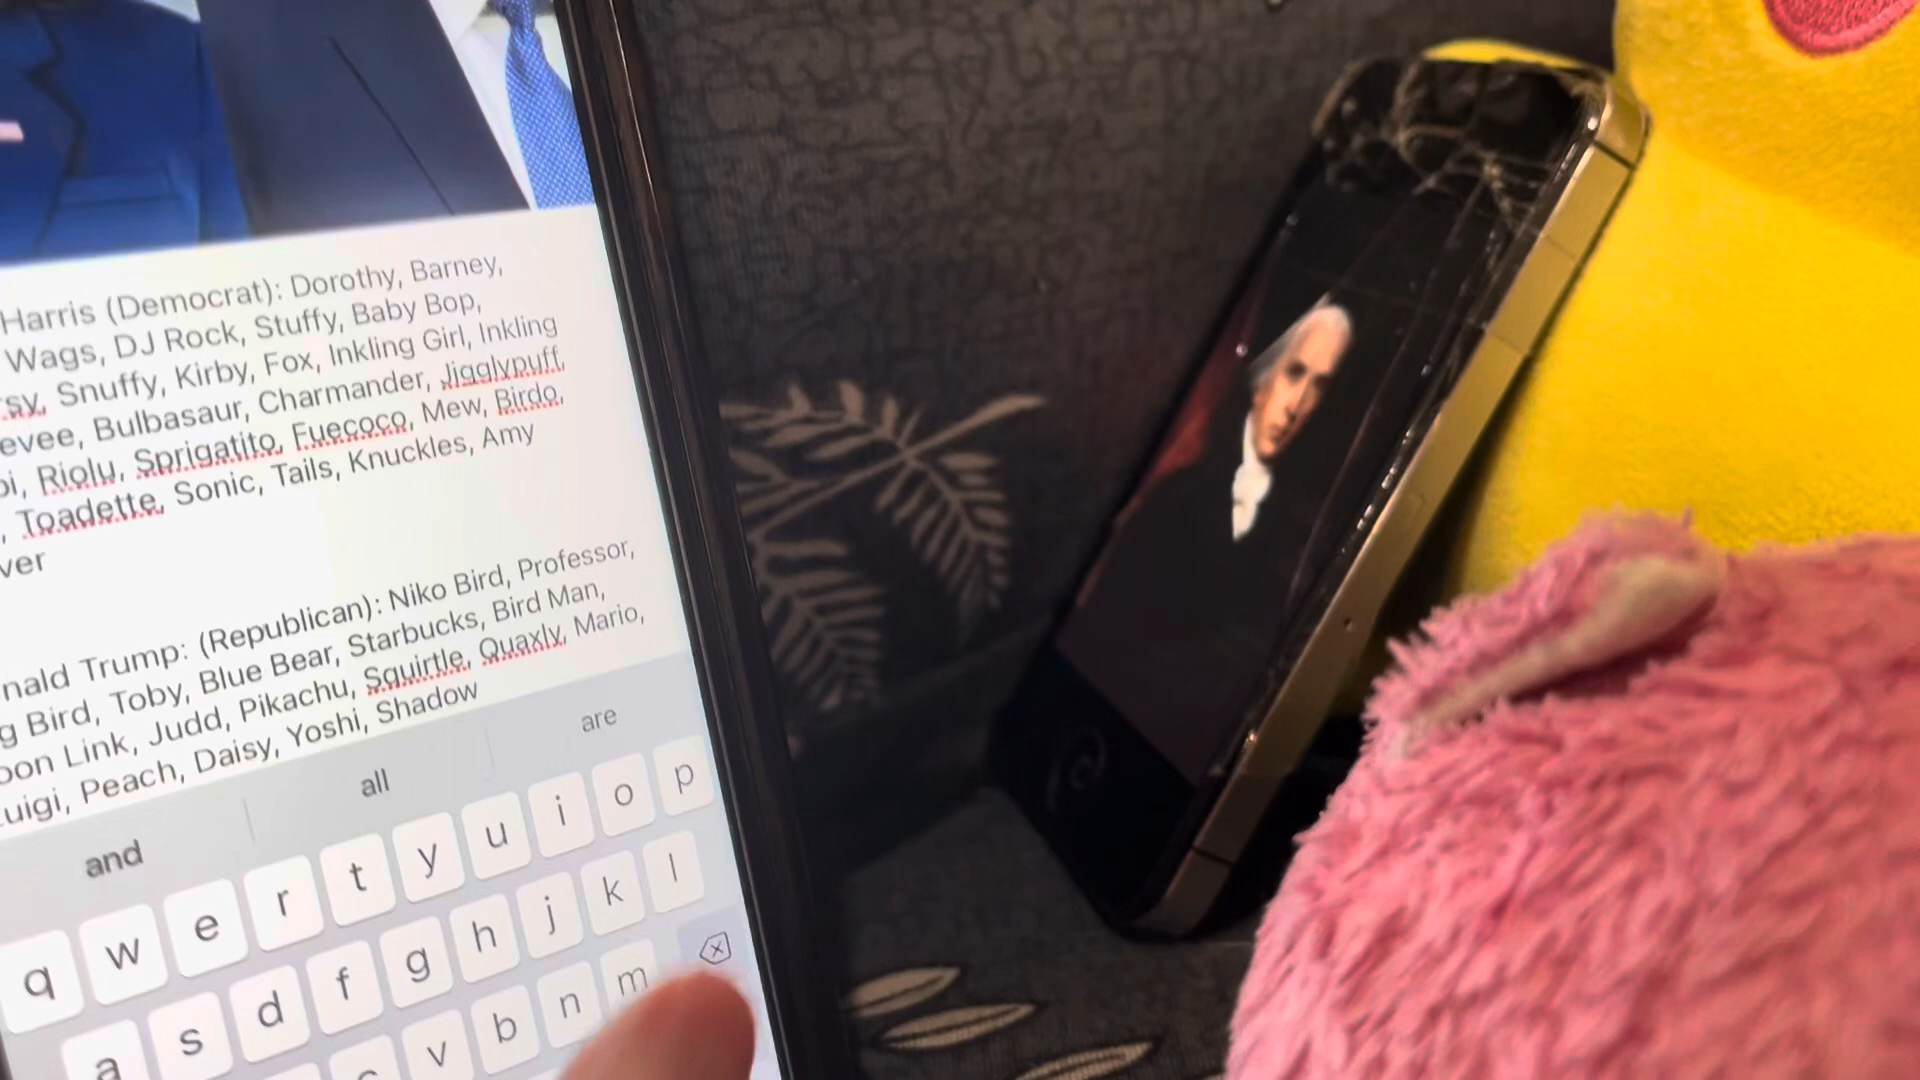 Harris (Democrat): Dorothy, Barney,
Wags, DJ Rock, Stuffy, Baby Bop,
sy, Snuffy, Kirby, Fox, Inkling Girl, Inkling
evee, Bulbasaur, Charmander, Jigglypuff,
oi, Riolu, Sprigatito, Fuecoco, Mew, Birdo,
, Toadette, Sonic, Tails, Knuckles, Amy
ver
nald Trump: (Republican): Niko Bird, Professor,
g Bird, Toby, Blue Bear, Starbucks, Bird Man,
oon Link, Judd, Pikachu, Squirtle, Quaxly, Mario,
Luigi, Peach, Daisy, Yoshi, Shadow
and all are
q w e r t y u i o p
a s d f g h j k l
c v b n m